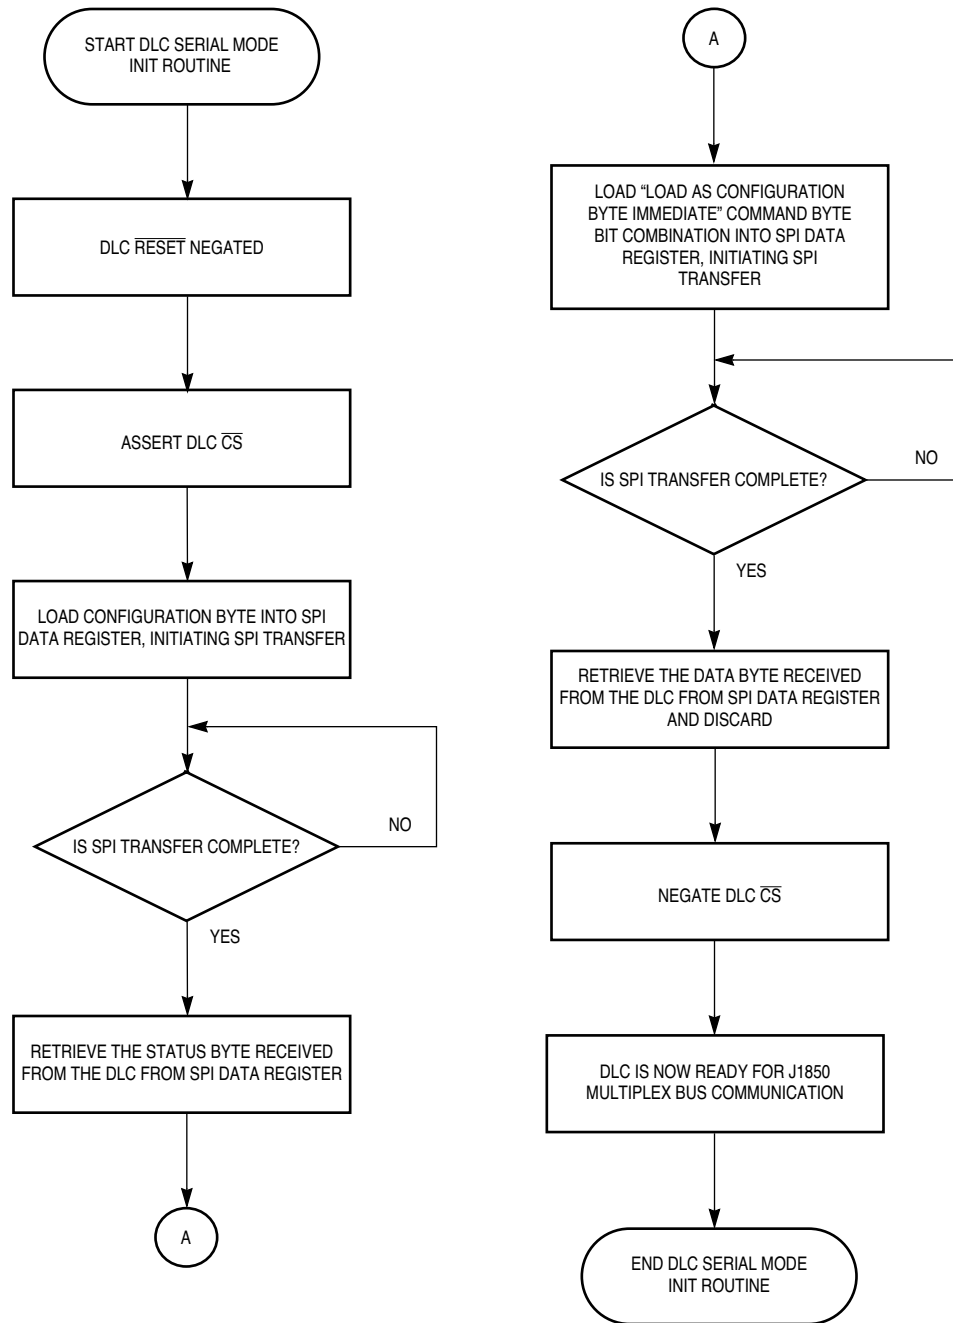 START DLC SERIAL MODE
INIT ROUTINE
DLC R̅E̅S̅E̅T̅ NEGATED
ASSERT DLC C̅S̅
LOAD CONFIGURATION BYTE INTO SPI
DATA REGISTER, INITIATING SPI TRANSFER
IS SPI TRANSFER COMPLETE?
NO
YES
RETRIEVE THE STATUS BYTE RECEIVED
FROM THE DLC FROM SPI DATA REGISTER
A
A
LOAD “LOAD AS CONFIGURATION
BYTE IMMEDIATE” COMMAND BYTE
BIT COMBINATION INTO SPI DATA
REGISTER, INITIATING SPI
TRANSFER
IS SPI TRANSFER COMPLETE?
NO
YES
RETRIEVE THE DATA BYTE RECEIVED
FROM THE DLC FROM SPI DATA REGISTER
AND DISCARD
NEGATE DLC C̅S̅
DLC IS NOW READY FOR J1850
MULTIPLEX BUS COMMUNICATION
END DLC SERIAL MODE
INIT ROUTINE